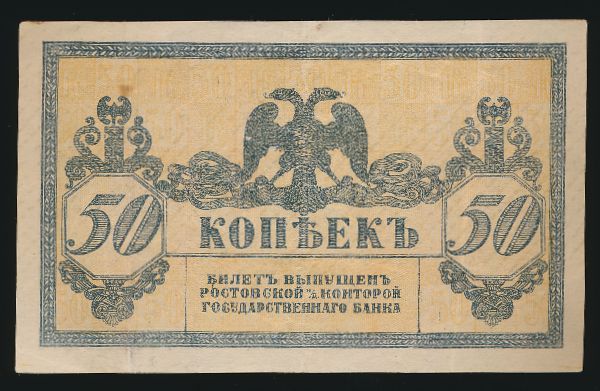 50 КОПѢЕКЪ 50
БИЛЕТЪ ВЫПУЩЕНЪ
РОСТОВСКОЙ н/Д КОНТОРОЙ
ГОСУДАРСТВЕННАГО БАНКА